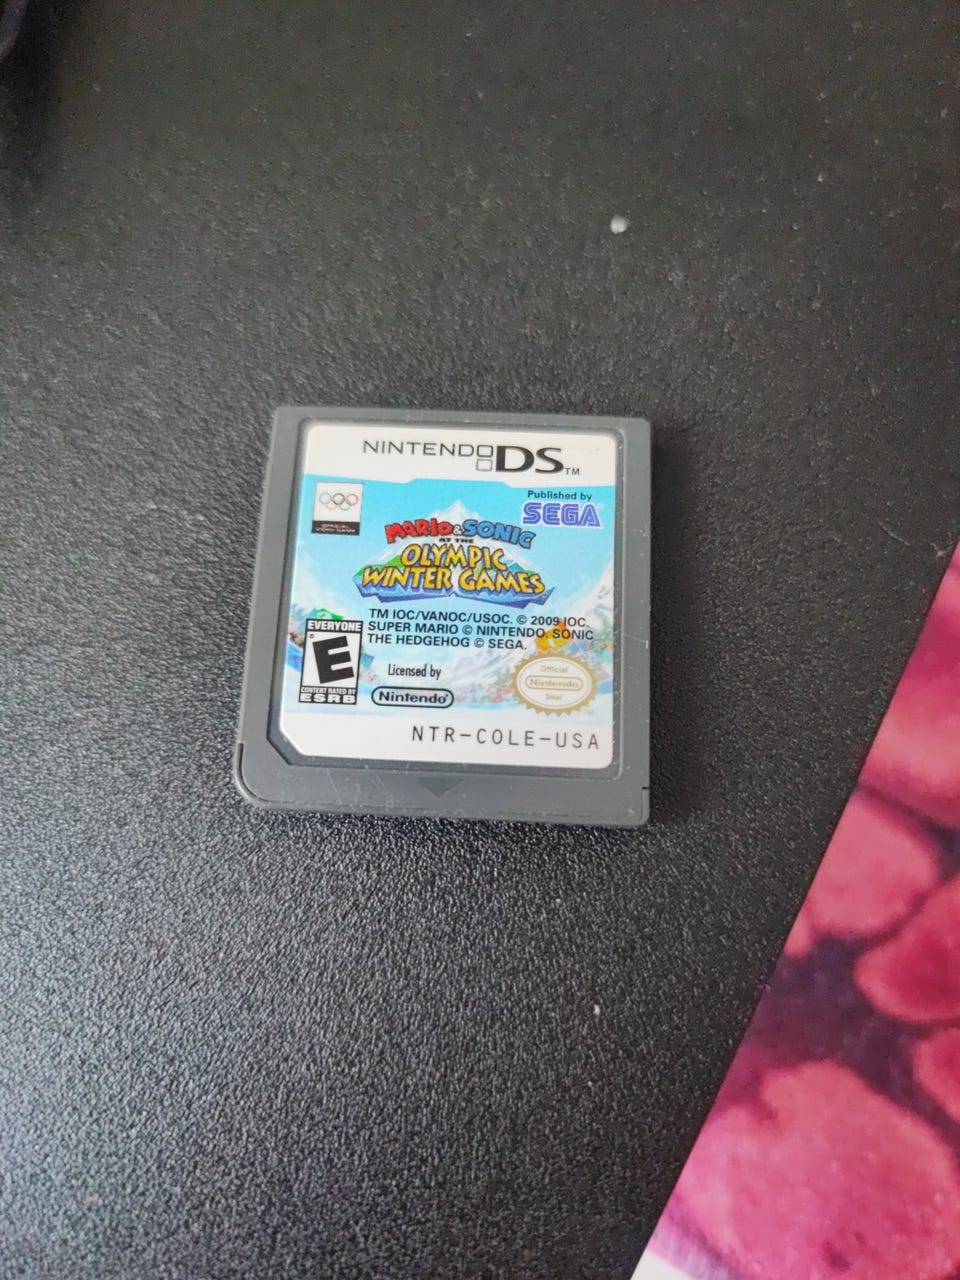 NINTENDO DS TM
Published by
SEGA
MARIO & SONIC
AT THE
OLYMPIC
WINTER GAMES
TM IOC/VANOC/USOC. © 2009 IOC.
SUPER MARIO © NINTENDO. SONIC
THE HEDGEHOG © SEGA.
EVERYONE
E
CONTENT RATED BY
ESRB
Licensed by
Nintendo®
Official
Nintendo
Seal
NTR-COLE-USA